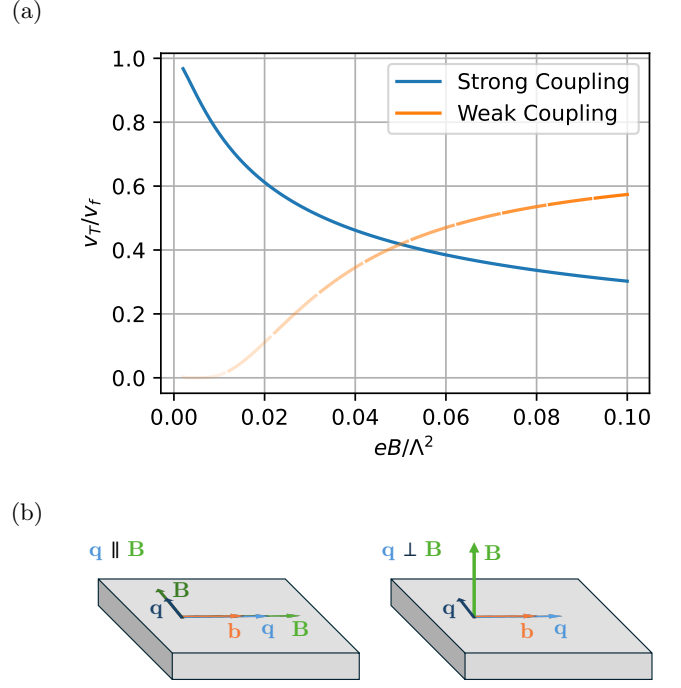 (a)
1.0
0.8
0.6
0.4
0.2
0.0
v_T/v_f
Strong Coupling
Weak Coupling
0.00 0.02 0.04 0.06 0.08 0.10
eB/Λ²
(b)
q ∥ B
B
q
b q B
q ⊥ B
B
q
b q